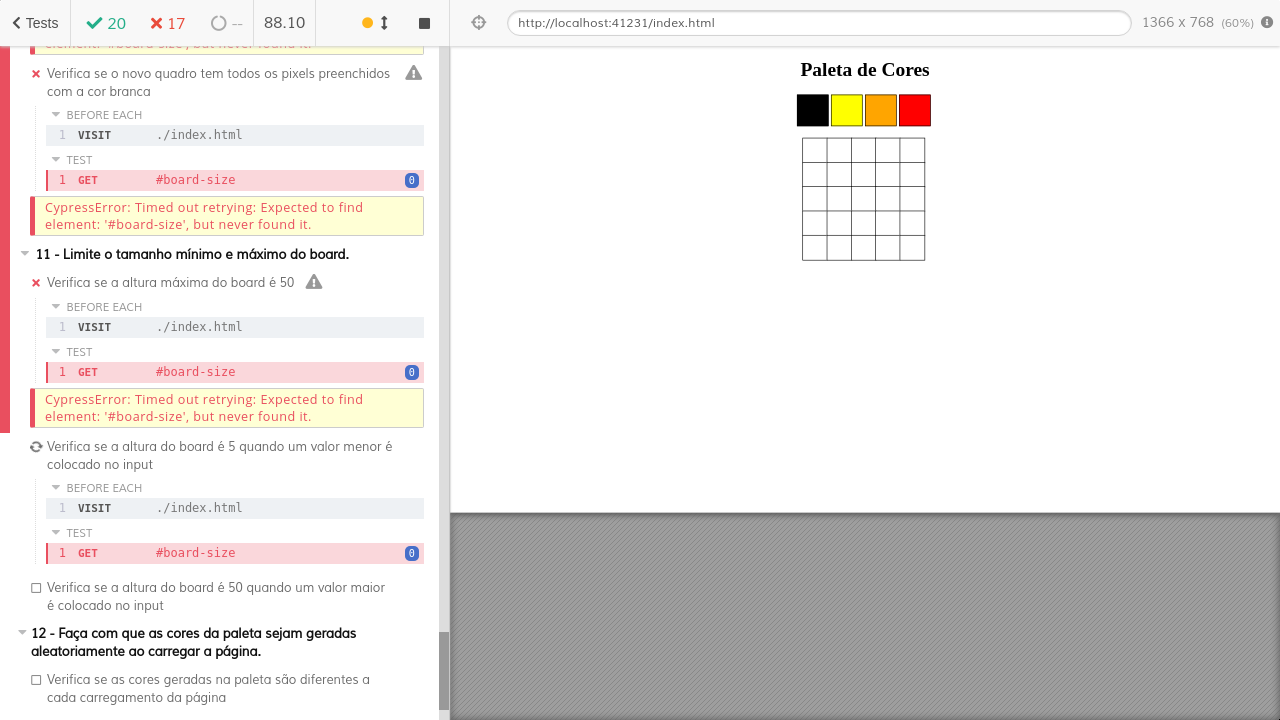 Tests 20 17 -- 88.10 http://localhost:41231/index.html 1366 x 768 (60%)
element: '#board-size', but never found it.
Verifica se o novo quadro tem todos os pixels preenchidos
com a cor branca
BEFORE EACH
1 VISIT ./index.html
TEST
1 GET #board-size 0
CypressError: Timed out retrying: Expected to find
element: '#board-size', but never found it.
11 - Limite o tamanho mínimo e máximo do board.
Verifica se a altura máxima do board é 50
BEFORE EACH
1 VISIT ./index.html
TEST
1 GET #board-size 0
CypressError: Timed out retrying: Expected to find
element: '#board-size', but never found it.
Verifica se a altura do board é 5 quando um valor menor é
colocado no input
BEFORE EACH
1 VISIT ./index.html
TEST
1 GET #board-size 0
Verifica se a altura do board é 50 quando um valor maior
é colocado no input
12 - Faça com que as cores da paleta sejam geradas
aleatoriamente ao carregar a página.
Verifica se as cores geradas na paleta são diferentes a
cada carregamento da página
Paleta de Cores